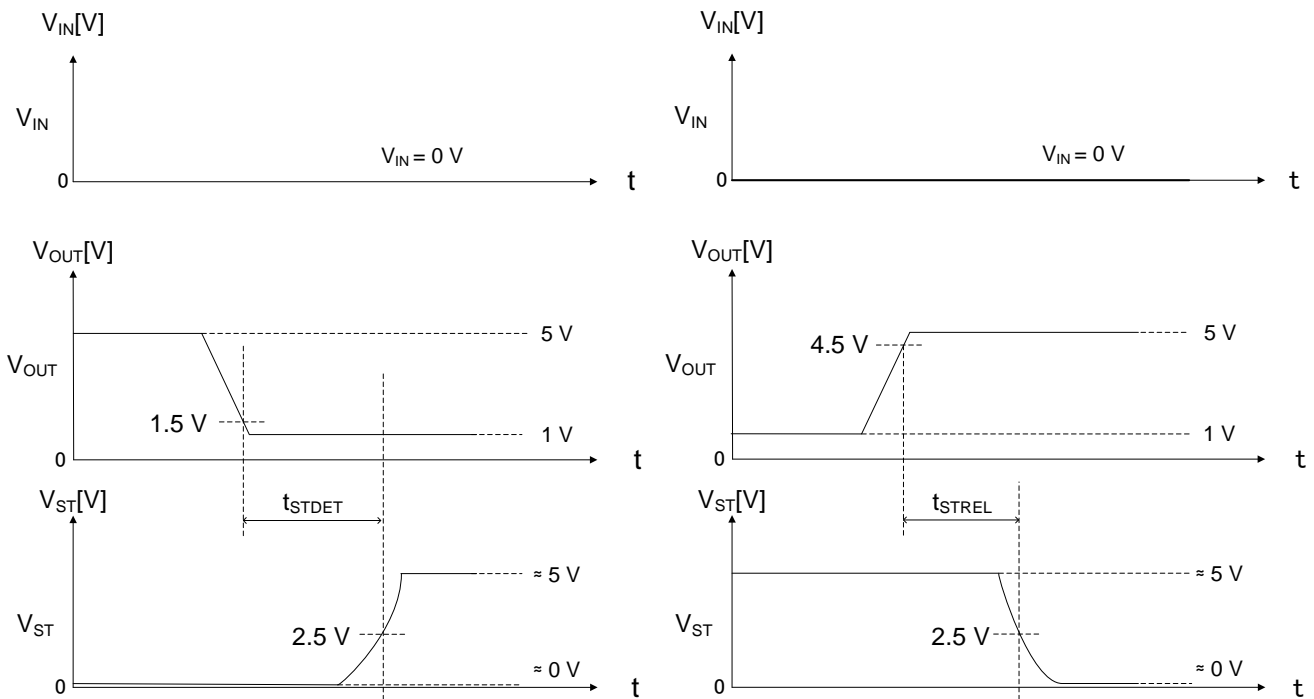 V_IN[V]
V_IN
V_IN = 0 V
0
t
V_OUT[V]
5 V
V_OUT
1.5 V
1 V
0
t
V_ST[V]
t_STDET
≈ 5 V
V_ST
2.5 V
≈ 0 V
0
t
V_IN[V]
V_IN
V_IN = 0 V
0
t
V_OUT[V]
4.5 V
5 V
V_OUT
1 V
0
t
V_ST[V]
t_STREL
≈ 5 V
V_ST
2.5 V
≈ 0 V
0
t